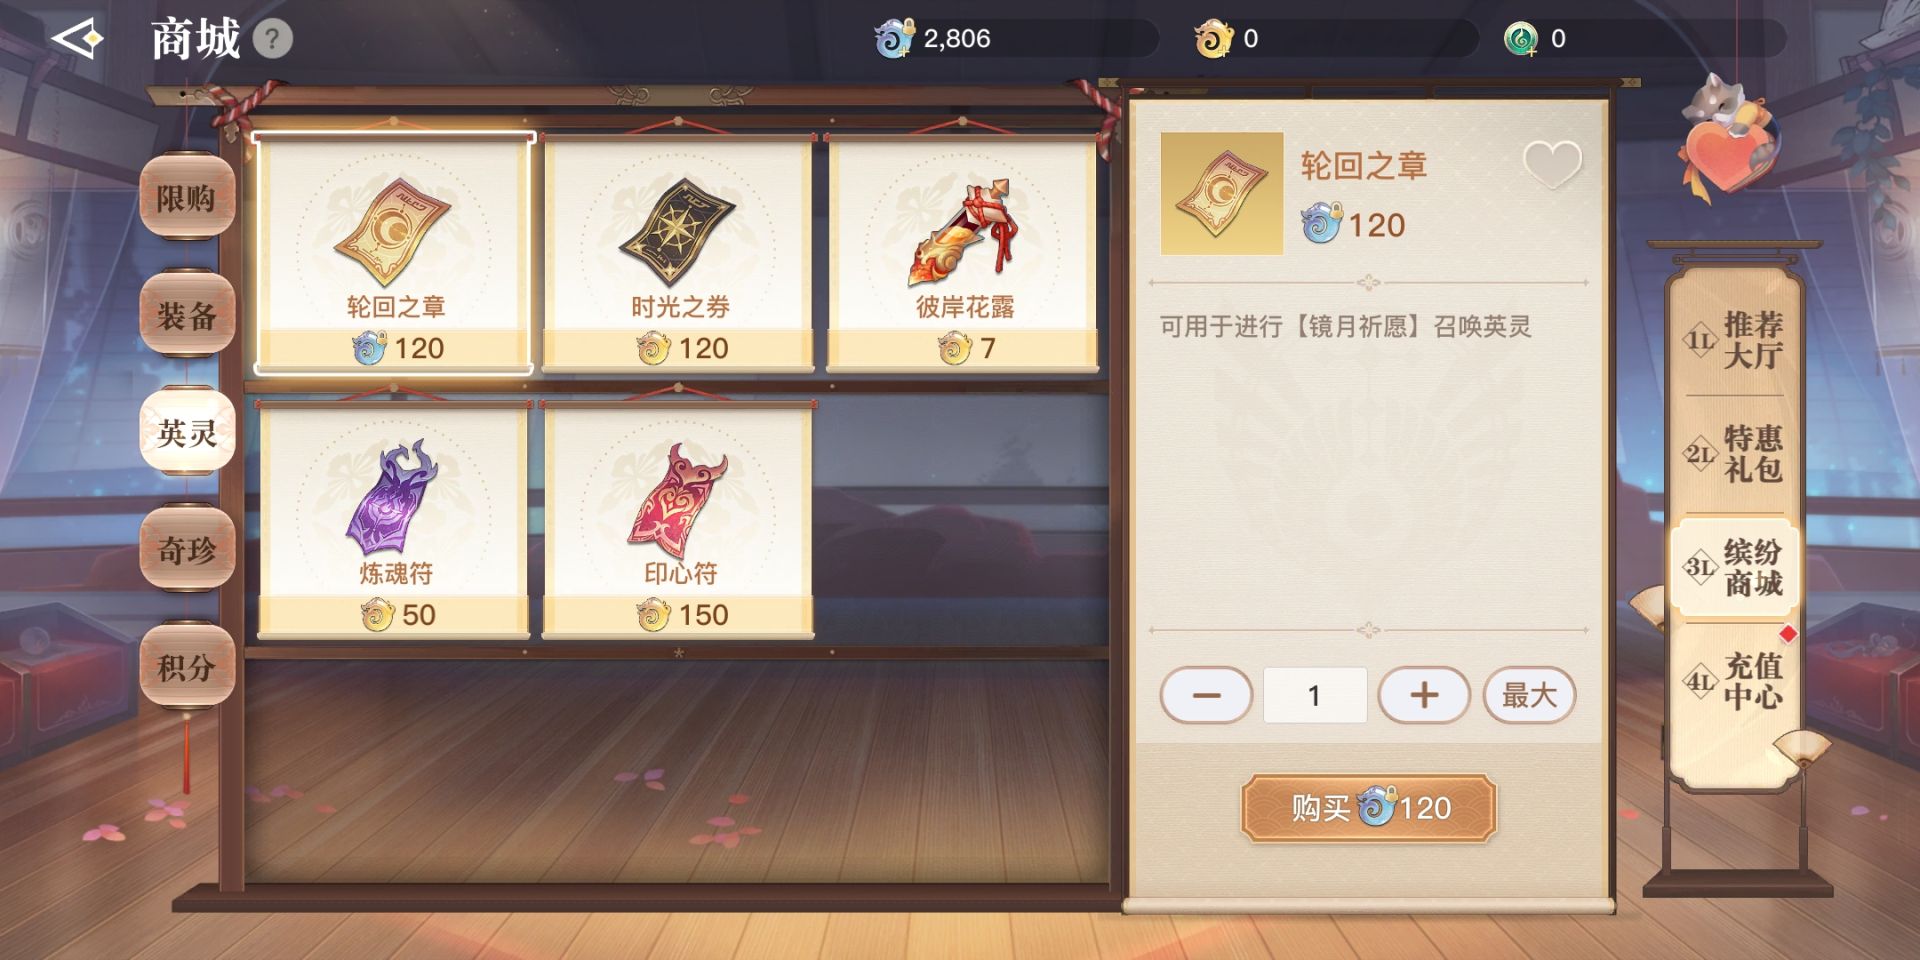 商城
?
2,806
0
0
限购
装备
英灵
奇珍
积分
轮回之章
120
时光之券
120
彼岸花露
7
炼魂符
50
印心符
150
轮回之章
120
可用于进行【镜月祈愿】召唤英灵
1
最大
购买 120
1L
推荐
大厅
2L
特惠
礼包
3L
缤纷
商城
4L
充值
中心